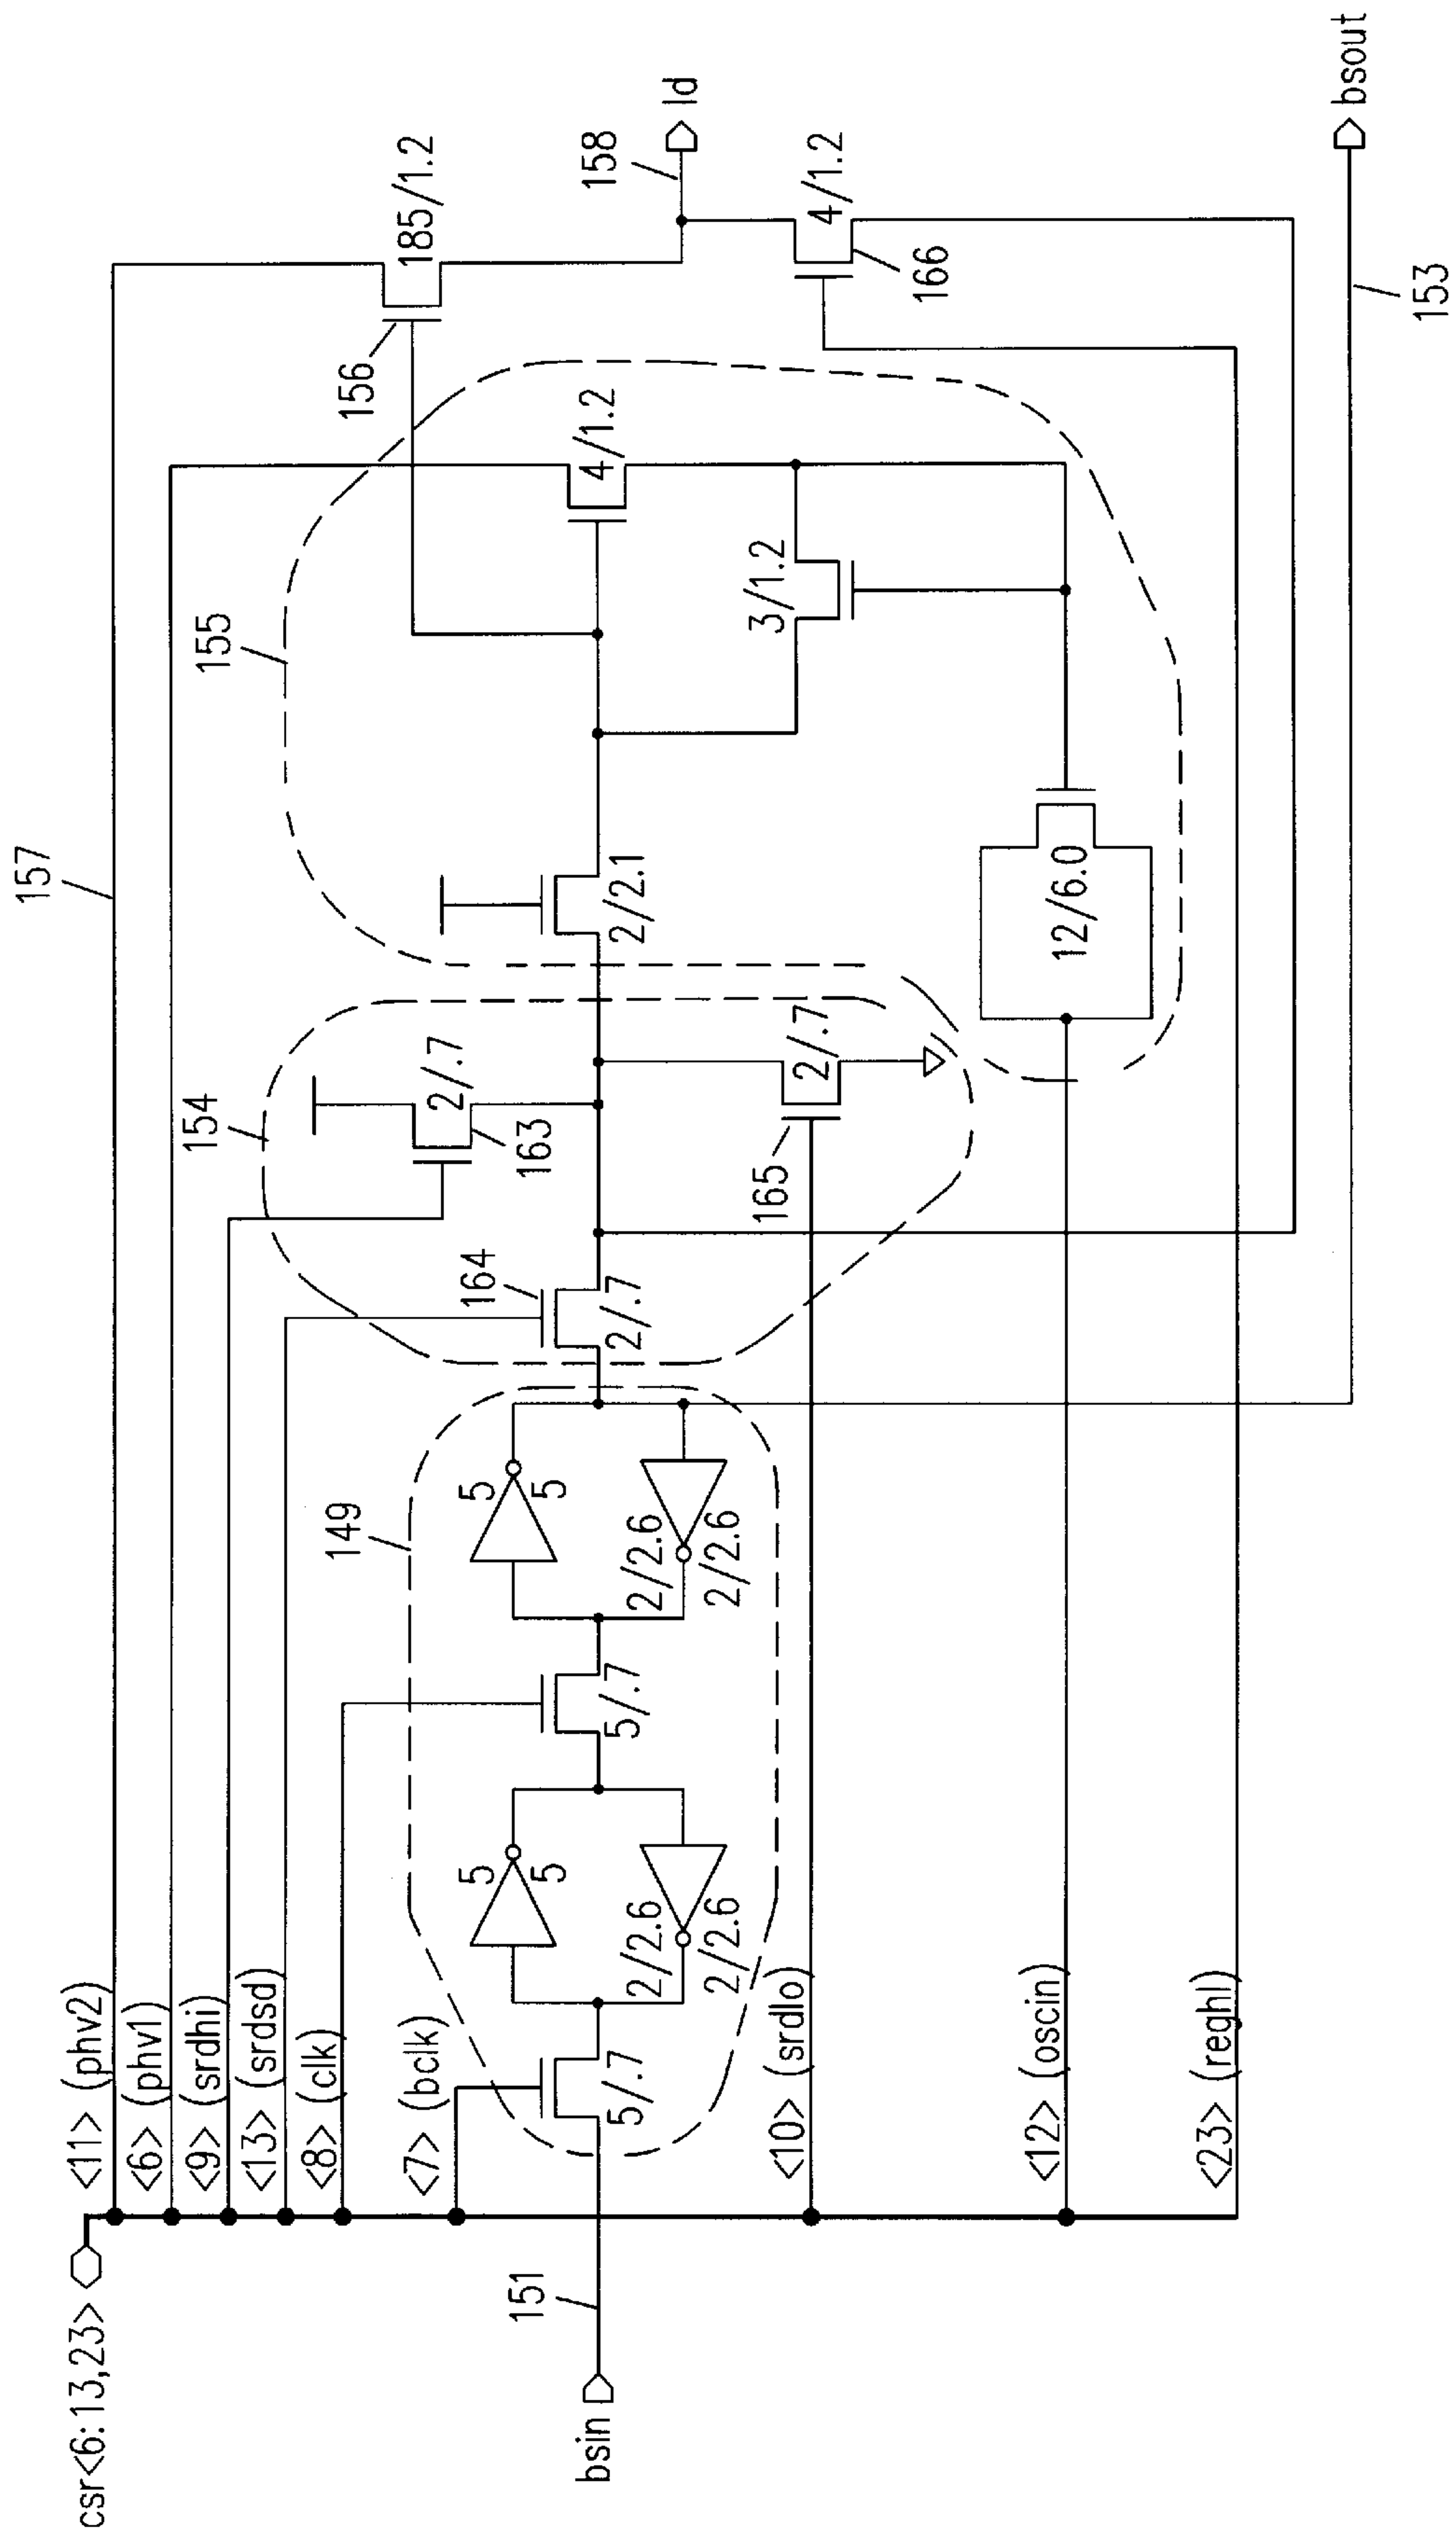 csr<6:13,23>
<11> (phv2)
<6> (phv1)
<9> (srdhi)
<13> (srdsd)
<8> (clk)
<7> (bclk)
<10> (srdlo)
<12> (oscin)
<23> (reghl)
bsin
151
5/.7
5
5
2/2.6
2/2.6
5/.7
149
5
5
2/2.6
2/2.6
164
2/.7
154
2/.7
163
165
2/.7
157
155
2/2.1
12/6.0
3/1.2
4/1.2
156
185/1.2
158
ld
4/1.2
166
153
bsout